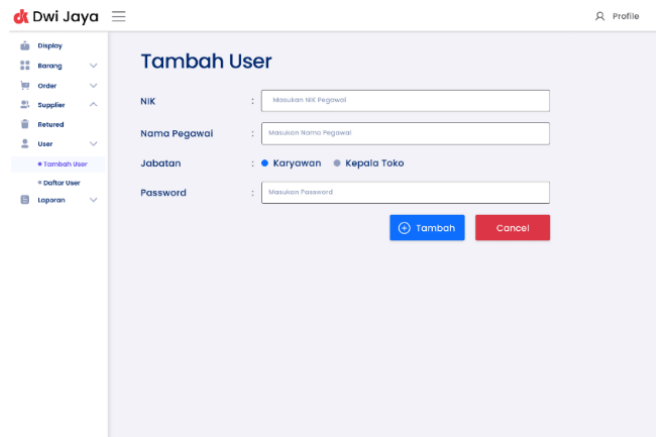 dk Dwi Jaya
Profile
Display
Barang
Order
Supplier
Retured
User
Tambah User
Daftar User
Laporan
Tambah User
NIK : Masukan NIK Pegawai
Nama Pegawai : Masukan Nama Pegawai
Jabatan : Karyawan Kepala Toko
Password : Masukan Password
Tambah Cancel